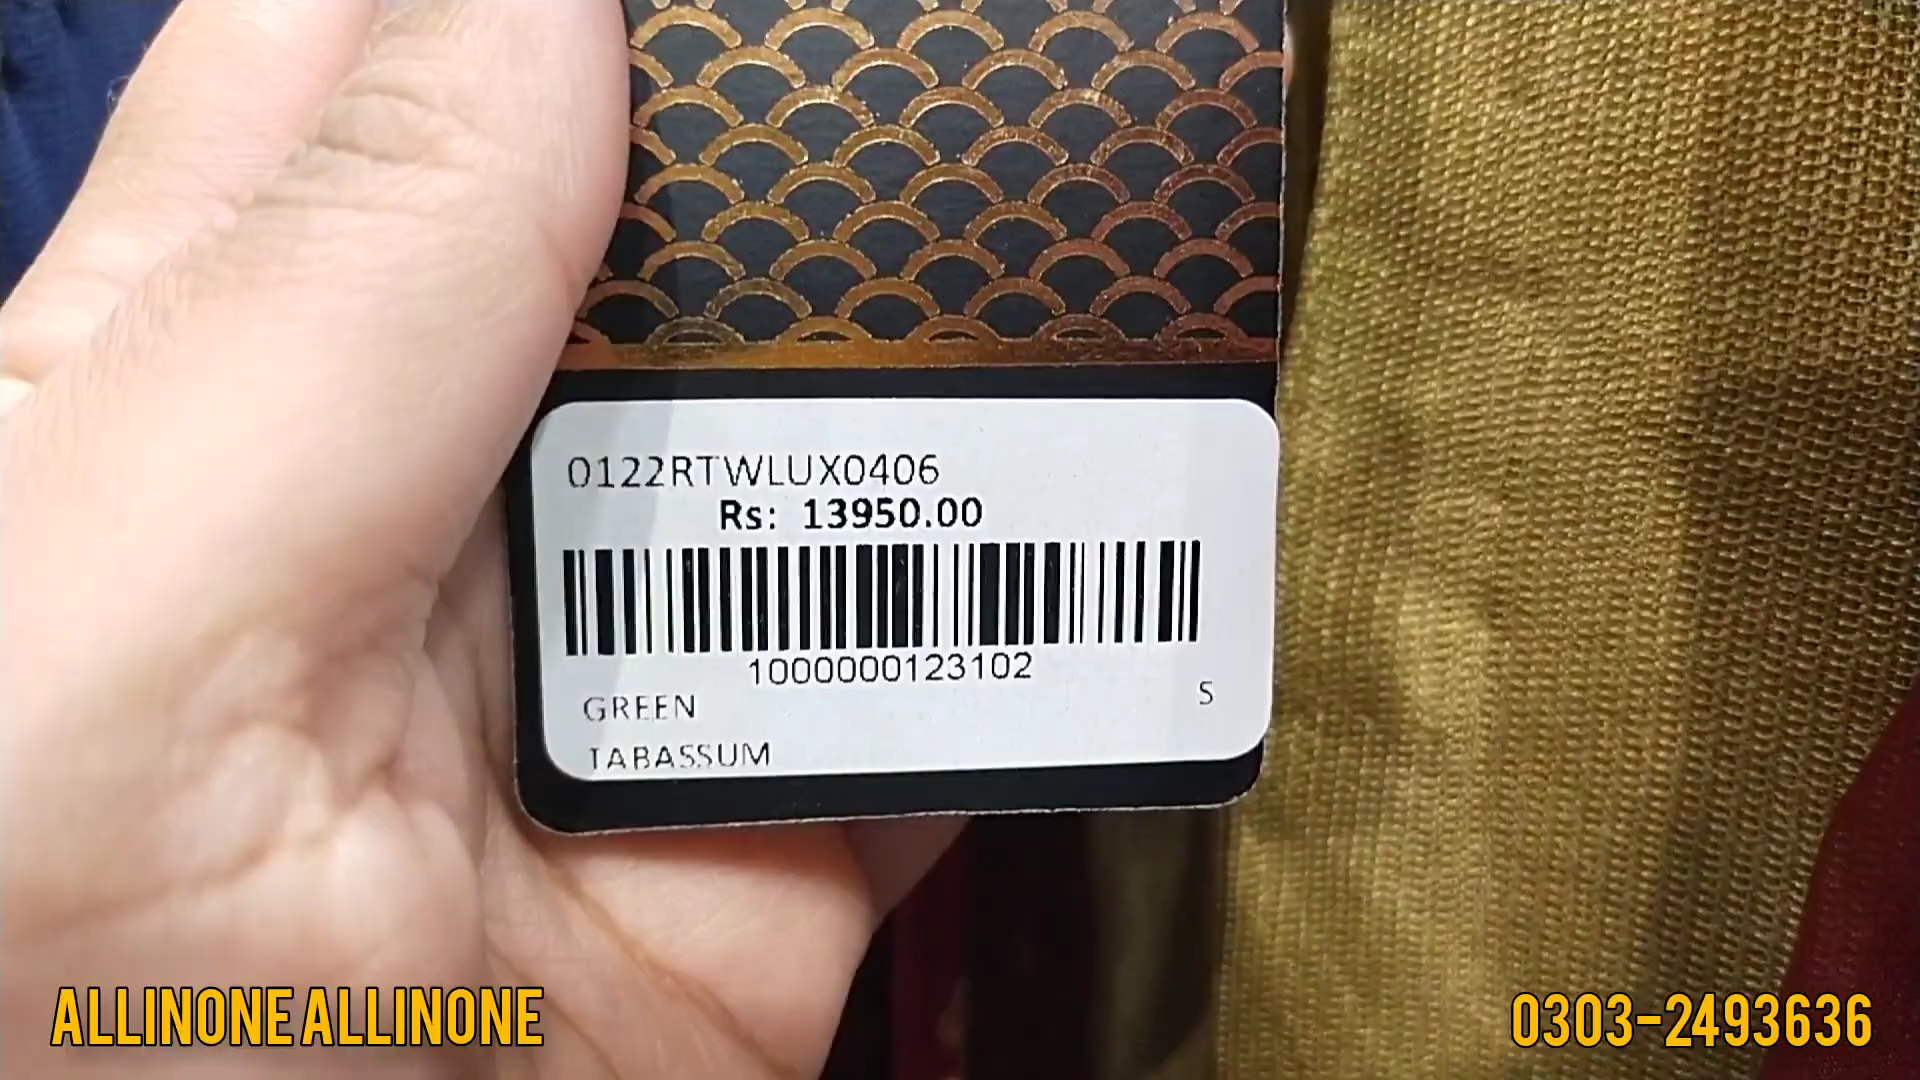 0122RTWLUX0406
Rs: 13950.00
1000000123102
GREEN S
TABASSUM
ALLINONE ALLINONE
0303-2493636